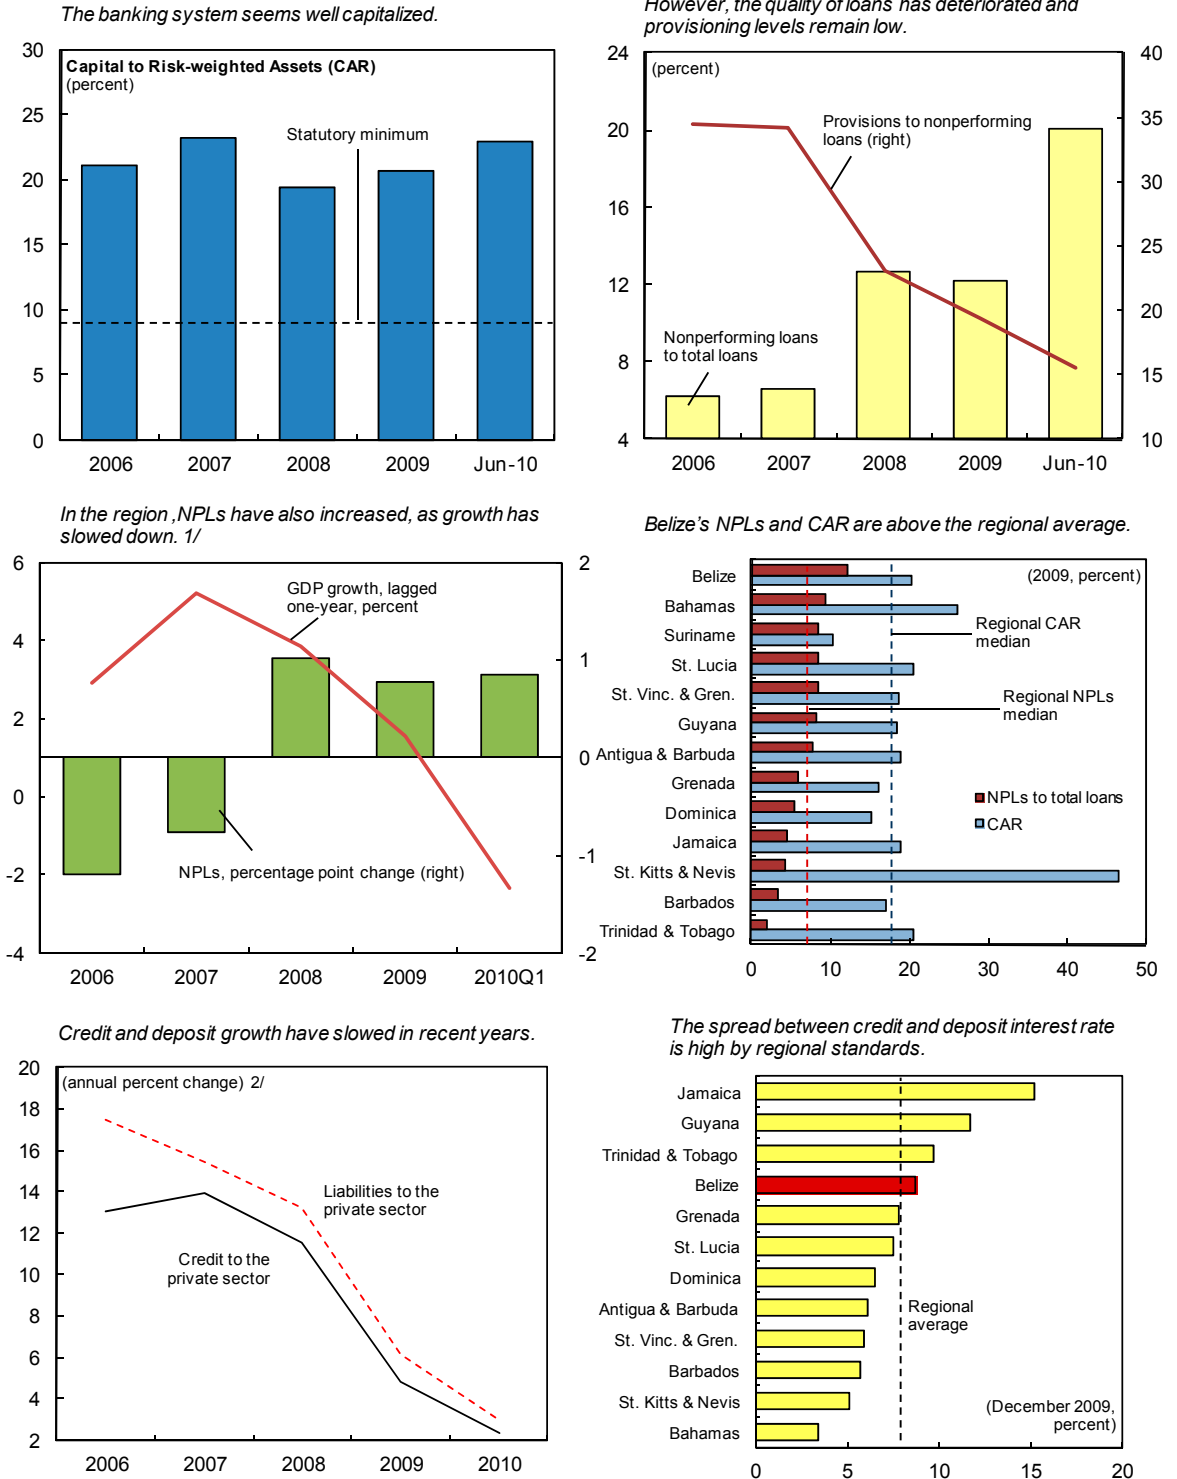 The banking system seems well capitalized.
30
25
20
15
10
5
0
Capital to Risk-weighted Assets (CAR)
(percent)
Statutory minimum
2006 2007 2008 2009 Jun-10
However, the quality of loans has deteriorated and
provisioning levels remain low.
24
20
16
12
8
4
(percent)
Provisions to nonperforming
loans (right)
Nonperforming loans
to total loans
40
35
30
25
20
15
10
2006 2007 2008 2009 Jun-10
In the region ,NPLs have also increased, as growth has
slowed down. 1/
6
4
2
0
-2
-4
GDP growth, lagged
one-year, percent
NPLs, percentage point change (right)
2
1
0
-1
-2
2006 2007 2008 2009 2010Q1
Belize's NPLs and CAR are above the regional average.
(2009, percent)
Belize
Bahamas
Suriname
St. Lucia
St. Vinc. & Gren.
Guyana
Antigua & Barbuda
Grenada
Dominica
Jamaica
St. Kitts & Nevis
Barbados
Trinidad & Tobago
Regional CAR
median
Regional NPLs
median
NPLs to total loans
CAR
0 10 20 30 40 50
Credit and deposit growth have slowed in recent years.
20
18
16
14
12
10
8
6
4
2
(annual percent change) 2/
Liabilities to the
private sector
Credit to the
private sector
2006 2007 2008 2009 2010
The spread between credit and deposit interest rate
is high by regional standards.
Jamaica
Guyana
Trinidad & Tobago
Belize
Grenada
St. Lucia
Dominica
Antigua & Barbuda
St. Vinc. & Gren.
Barbados
St. Kitts & Nevis
Bahamas
Regional
average
(December 2009,
percent)
0 5 10 15 20